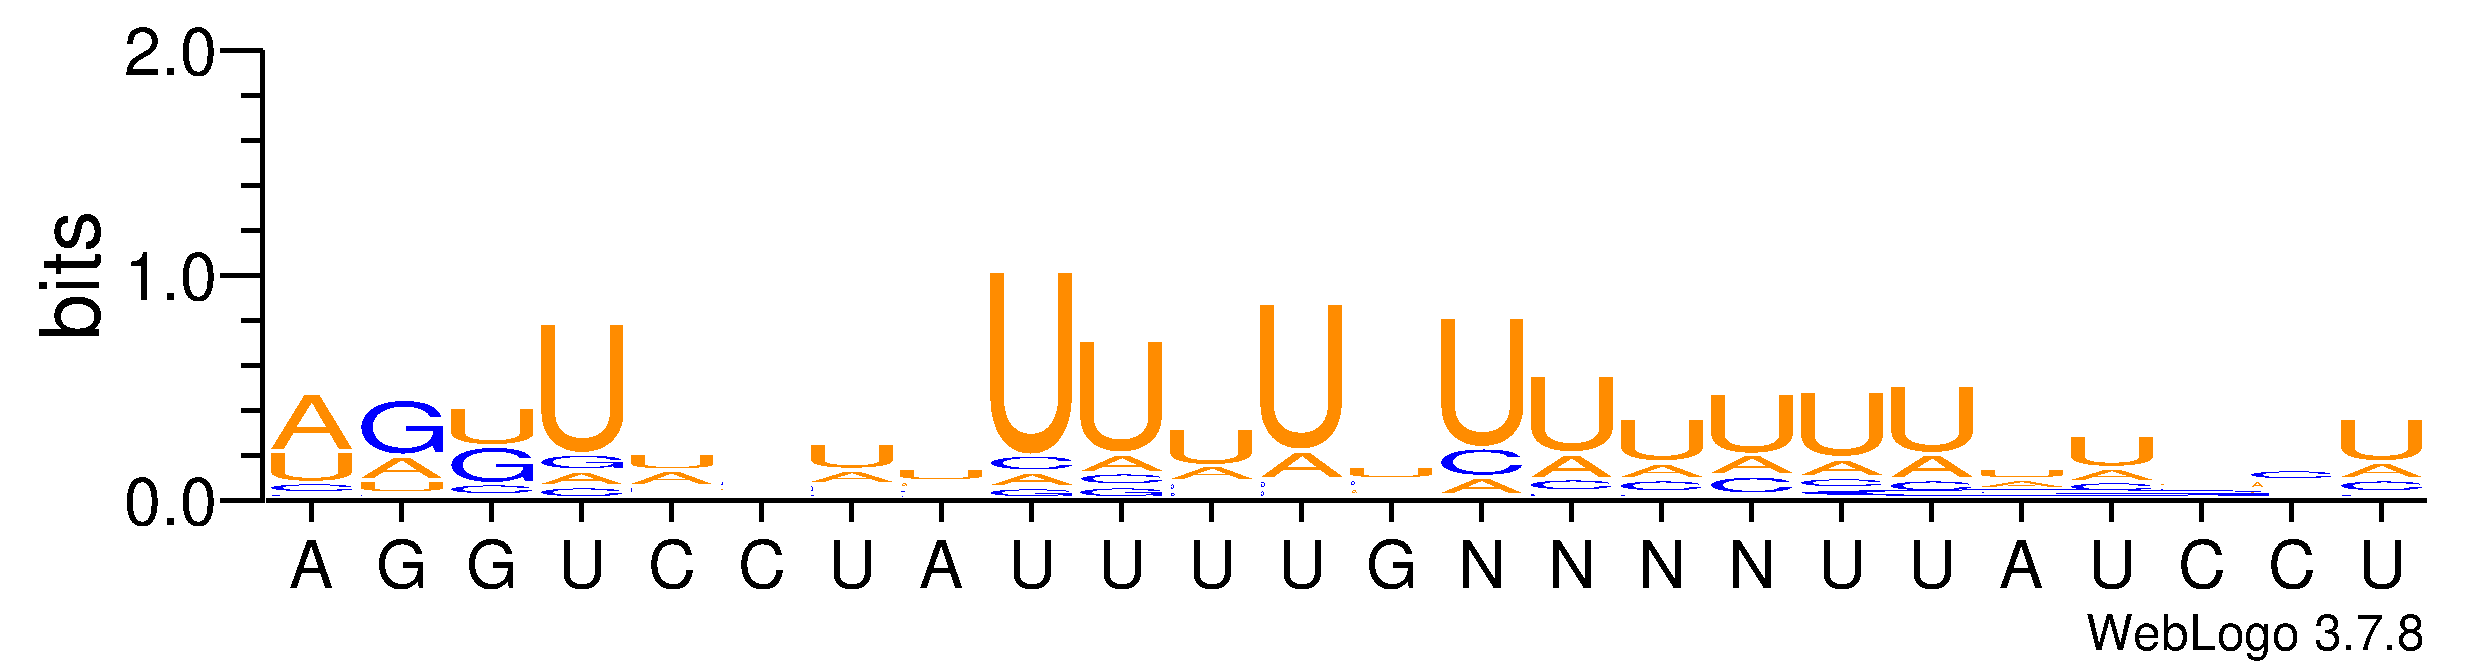 2.0
bits
1.0
0.0
A G G U C C U A U U U U G N N N N U U A U C C U
WebLogo 3.7.8